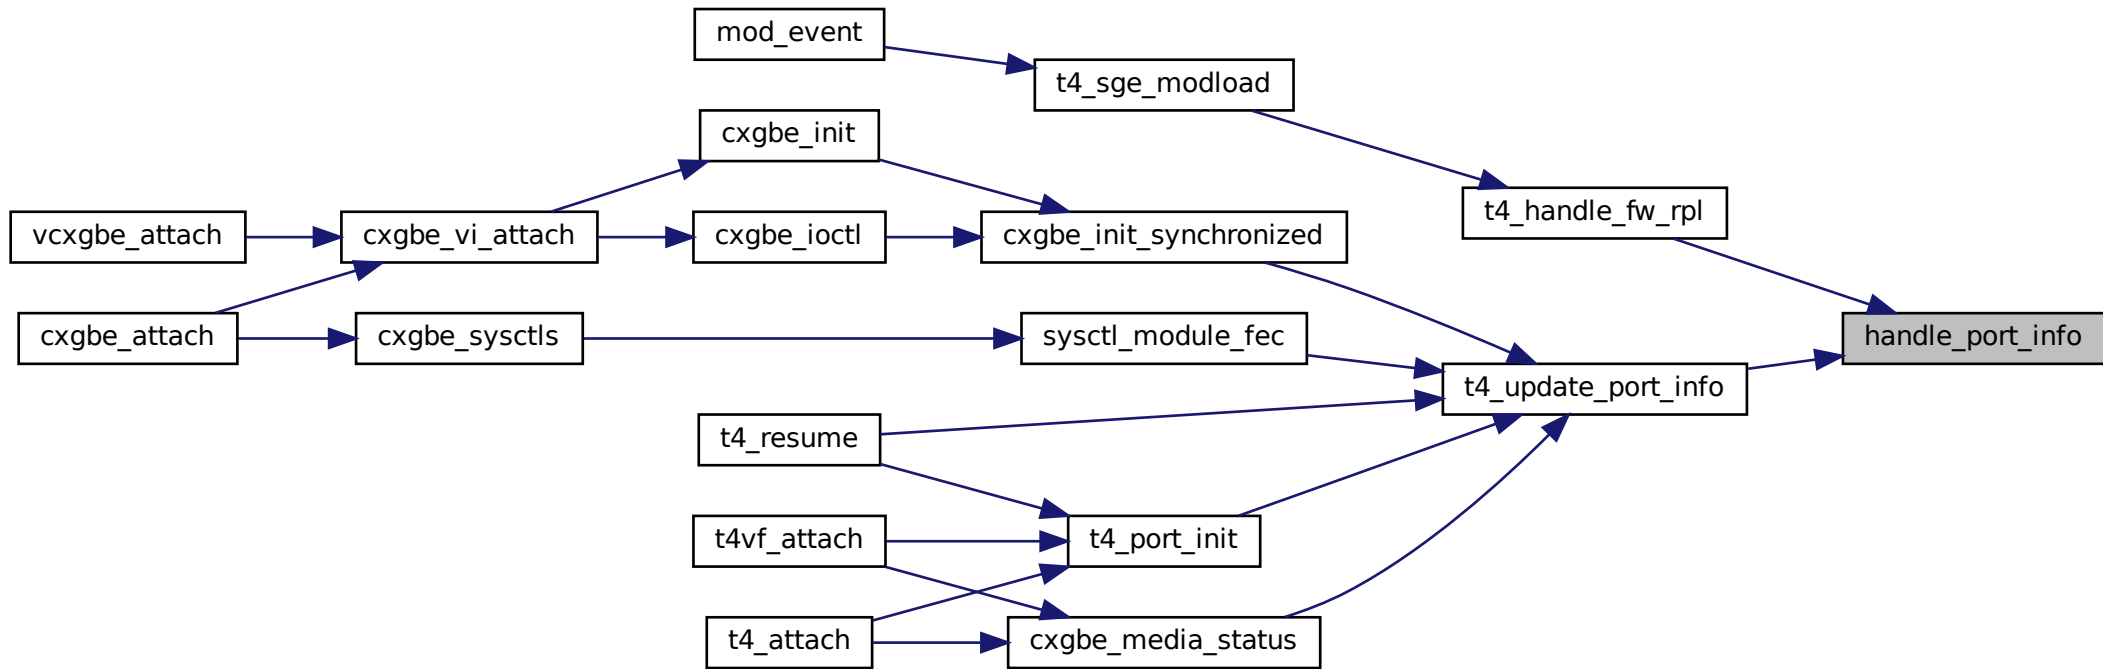 mod_event
t4_sge_modload
cxgbe_init
t4_handle_fw_rpl
vcxgbe_attach
cxgbe_vi_attach
cxgbe_ioctl
cxgbe_init_synchronized
cxgbe_attach
cxgbe_sysctls
sysctl_module_fec
handle_port_info
t4_update_port_info
t4_resume
t4vf_attach
t4_port_init
t4_attach
cxgbe_media_status